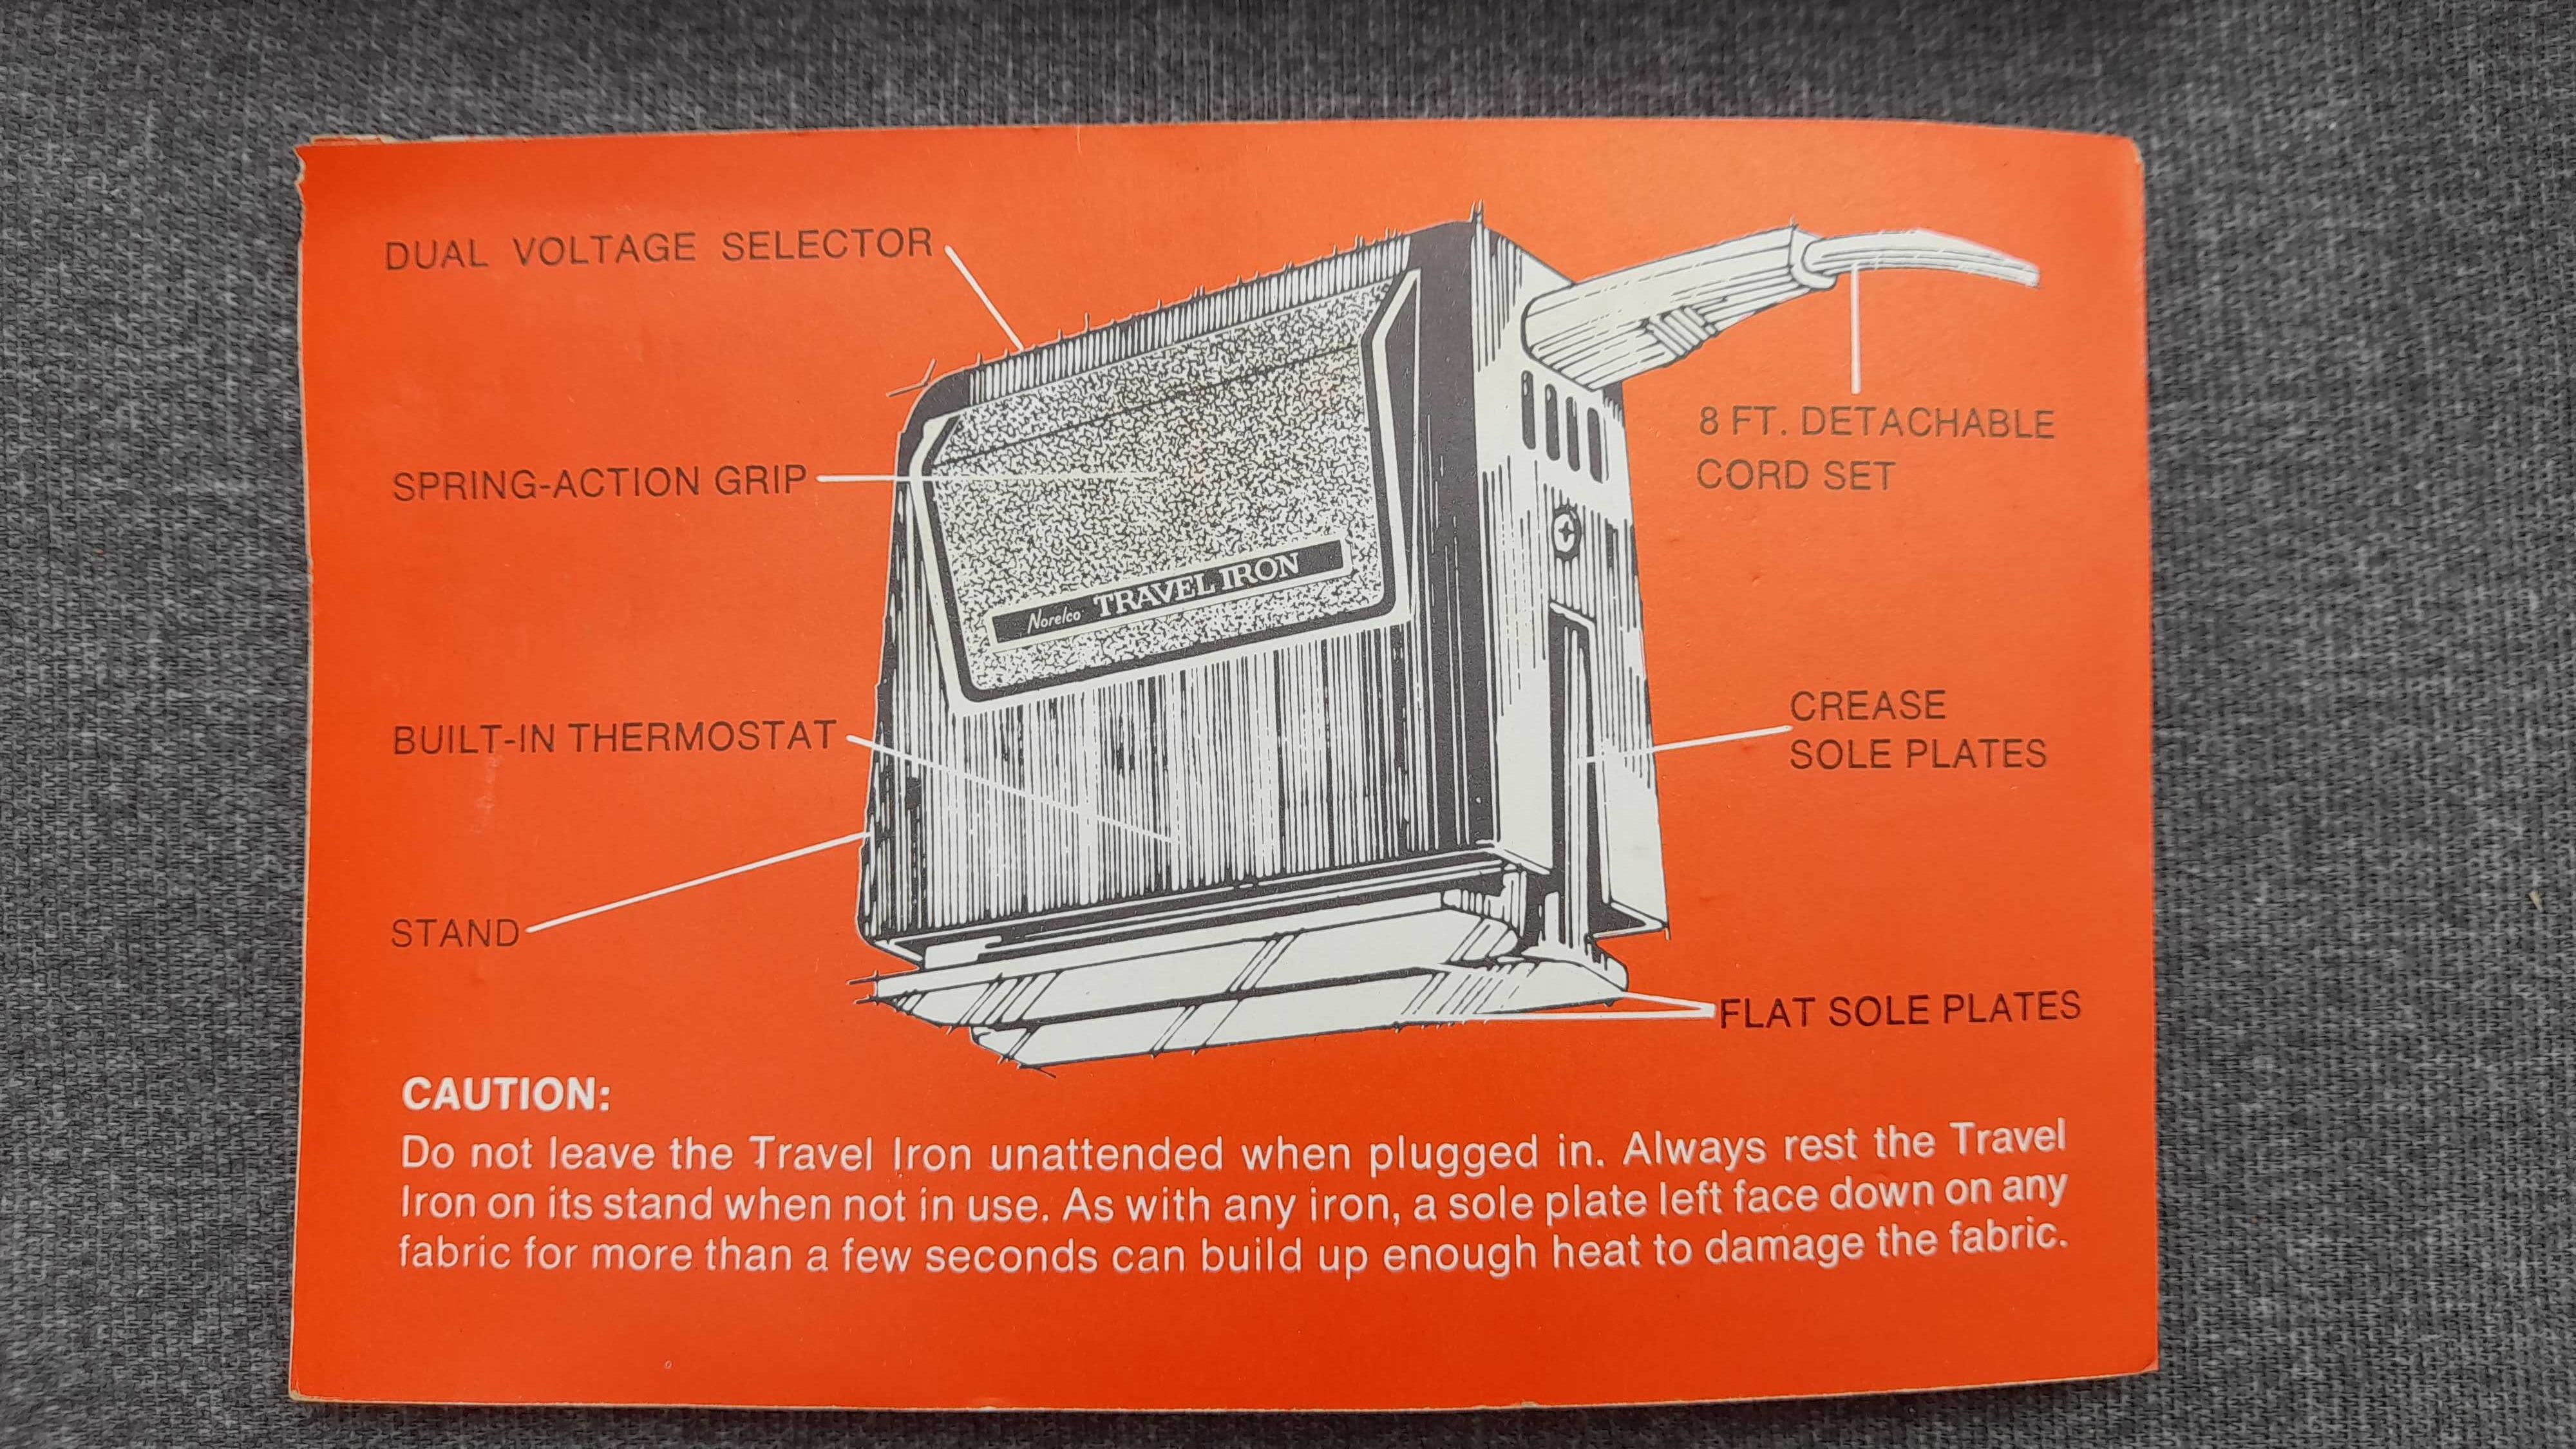 DUAL VOLTAGE SELECTOR
8 FT. DETACHABLE
CORD SET
SPRING-ACTION GRIP
Norelco TRAVEL IRON
BUILT-IN THERMOSTAT
CREASE
SOLE PLATES
STAND
FLAT SOLE PLATES
CAUTION:
Do not leave the Travel Iron unattended when plugged in. Always rest the Travel
Iron on its stand when not in use. As with any iron, a sole plate left face down on any
fabric for more than a few seconds can build up enough heat to damage the fabric.